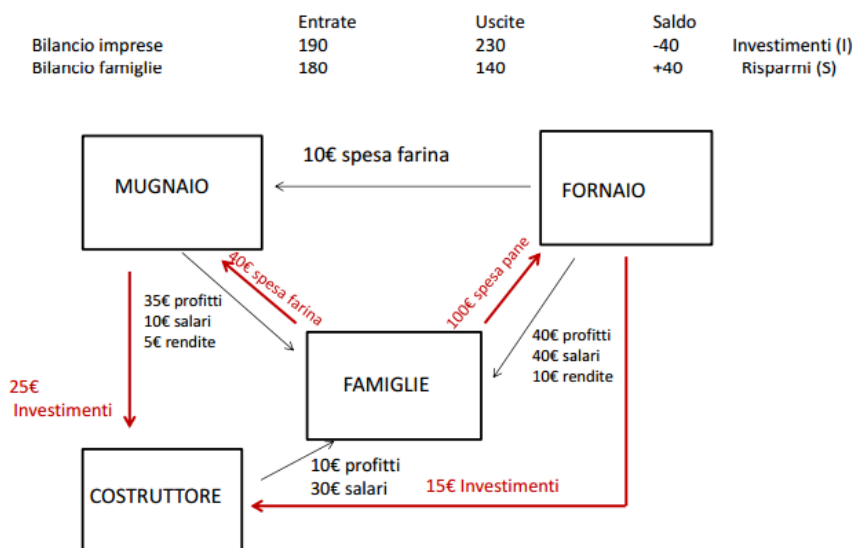 Entrate Uscite Saldo
Bilancio imprese 190 230 -40 Investimenti (I)
Bilancio famiglie 180 140 +40 Risparmi (S)
10€ spesa farina
MUGNAIO
FORNAIO
40€ spesa farina
100€ spesa pane
35€ profitti
10€ salari
5€ rendite
40€ profitti
40€ salari
10€ rendite
FAMIGLIE
25€
Investimenti
10€ profitti
30€ salari
15€ Investimenti
COSTRUTTORE